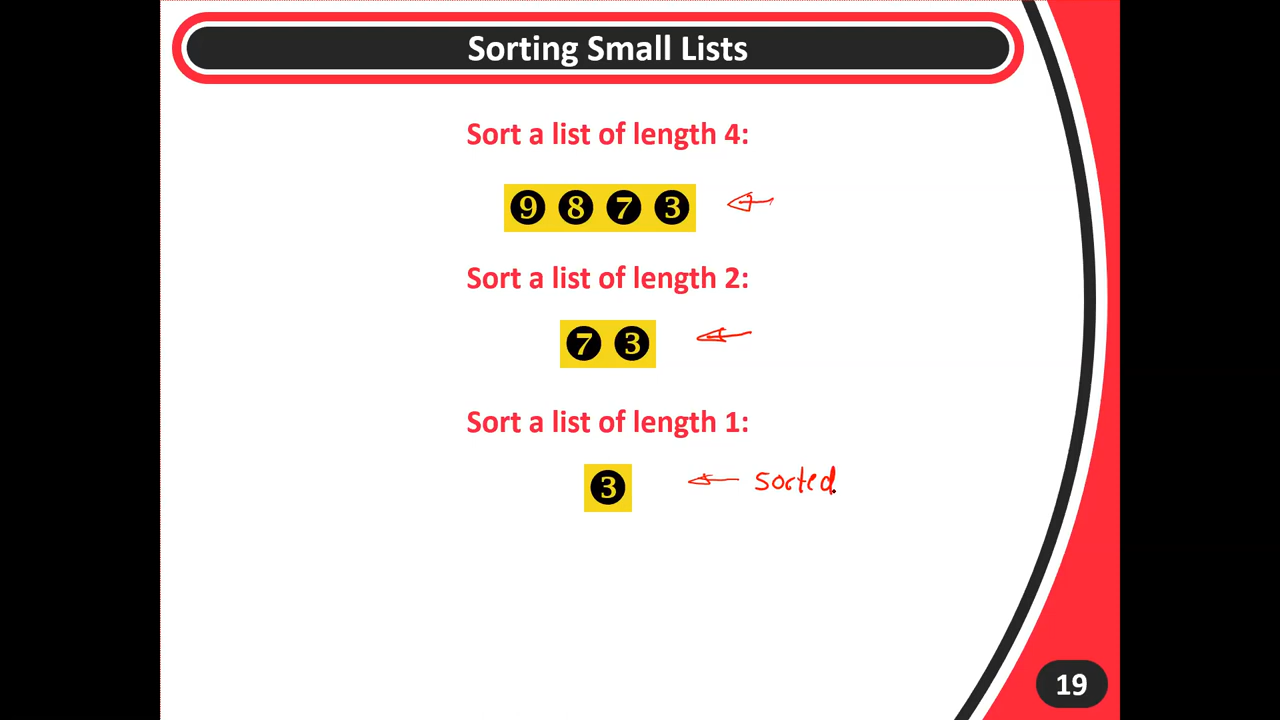 Sorting Small Lists
Sort a list of length 4:
9 8 7 3
Sort a list of length 2:
7 3
Sort a list of length 1:
3 sorted
19